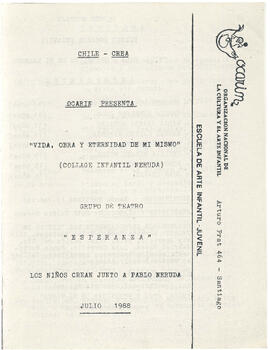 CHILE - CREA
OCARIN PRESENTA
"VIDA, OBRA Y ETERNIDAD DE MI MISMO"
(COLLAGE INFANTIL NERUDA)
GRUPO DE TEATRO
"ESPERANZA"
LOS NIÑOS CREAN JUNTO A PABLO NERUDA
JULIO 1988
ocarin
ORGANIZACION NACIONAL DE
LA CULTURA Y EL ARTE INFANTIL
ESCUELA DE ARTE INFANTIL-JUVENIL
Arturo Prat 464 - Santiago